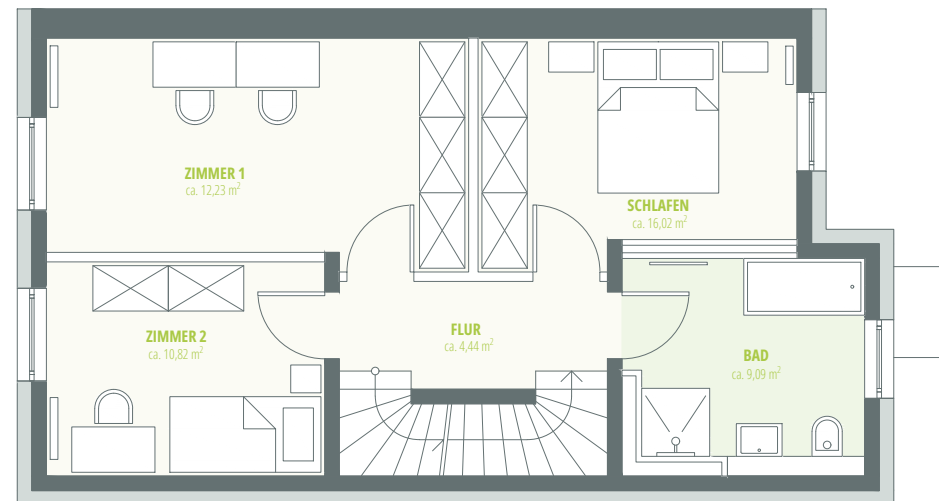 ZIMMER 1
ca. 12,23 m²
SCHLAFEN
ca. 16,02 m²
ZIMMER 2
ca. 10,82 m²
FLUR
ca. 4,44 m²
BAD
ca. 9,09 m²